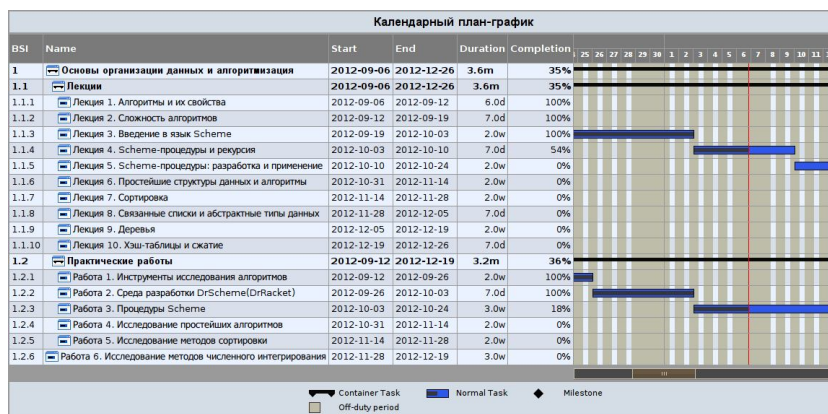 Календарный план-график
BSI Name Start End Duration Completion 25 26 27 28 29 30 1 2 3 4 5 6 7 8 9 10 11
1 Основы организации данных и алгоритмизация 2012-09-06 2012-12-26 3.6m 35%
1.1 Лекции 2012-09-06 2012-12-26 3.6m 35%
1.1.1 Лекция 1. Алгоритмы и их свойства 2012-09-06 2012-09-12 6.0d 100%
1.1.2 Лекция 2. Сложность алгоритмов 2012-09-12 2012-09-19 7.0d 100%
1.1.3 Лекция 3. Введение в язык Scheme 2012-09-19 2012-10-03 2.0w 100%
1.1.4 Лекция 4. Scheme-процедуры и рекурсия 2012-10-03 2012-10-10 7.0d 54%
1.1.5 Лекция 5. Scheme-процедуры: разработка и применение 2012-10-10 2012-10-24 2.0w 0%
1.1.6 Лекция 6. Простейшие структуры данных и алгоритмы 2012-10-31 2012-11-14 2.0w 0%
1.1.7 Лекция 7. Сортировка 2012-11-14 2012-11-28 2.0w 0%
1.1.8 Лекция 8. Связанные списки и абстрактные типы данных 2012-11-28 2012-12-05 7.0d 0%
1.1.9 Лекция 9. Деревья 2012-12-05 2012-12-19 2.0w 0%
1.1.10 Лекция 10. Хэш-таблицы и сжатие 2012-12-19 2012-12-26 7.0d 0%
1.2 Практические работы 2012-09-12 2012-12-19 3.2m 36%
1.2.1 Работа 1. Инструменты исследования алгоритмов 2012-09-12 2012-09-26 2.0w 100%
1.2.2 Работа 2. Среда разработки DrScheme(DrRacket) 2012-09-26 2012-10-03 7.0d 100%
1.2.3 Работа 3. Процедуры Scheme 2012-10-03 2012-10-24 3.0w 18%
1.2.4 Работа 4. Исследование простейших алгоритмов 2012-10-31 2012-11-14 2.0w 0%
1.2.5 Работа 5. Исследование методов сортировки 2012-11-14 2012-11-28 2.0w 0%
1.2.6 Работа 6. Исследование методов численного интегрирования 2012-11-28 2012-12-19 3.0w 0%
Container Task Normal Task Milestone
Off-duty period